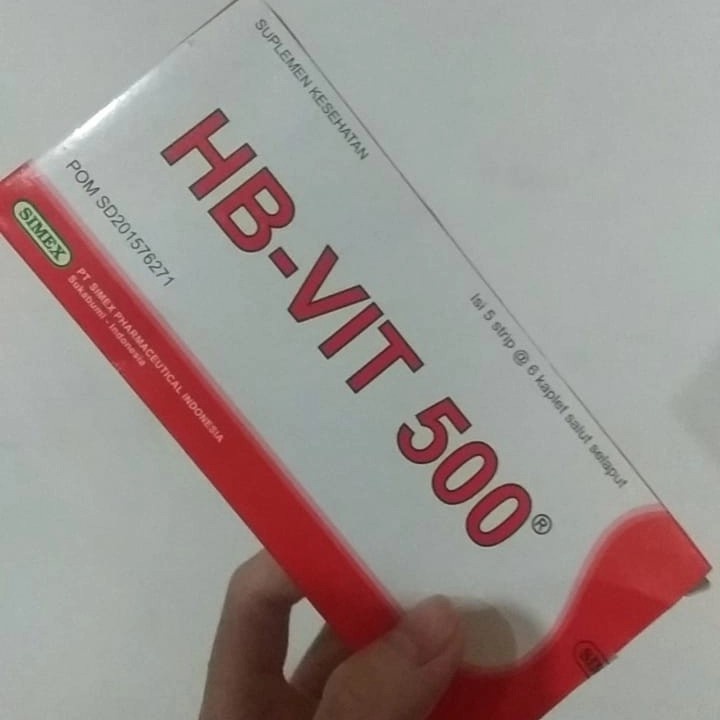 SUPLEMEN KESEHATAN
HB-VIT 500®
Isi 5 strip @ 6 kaplet salut selaput
POM SD201576271
SIMEX
PT SIMEX PHARMACEUTICAL INDONESIA
Sukabumi - Indonesia